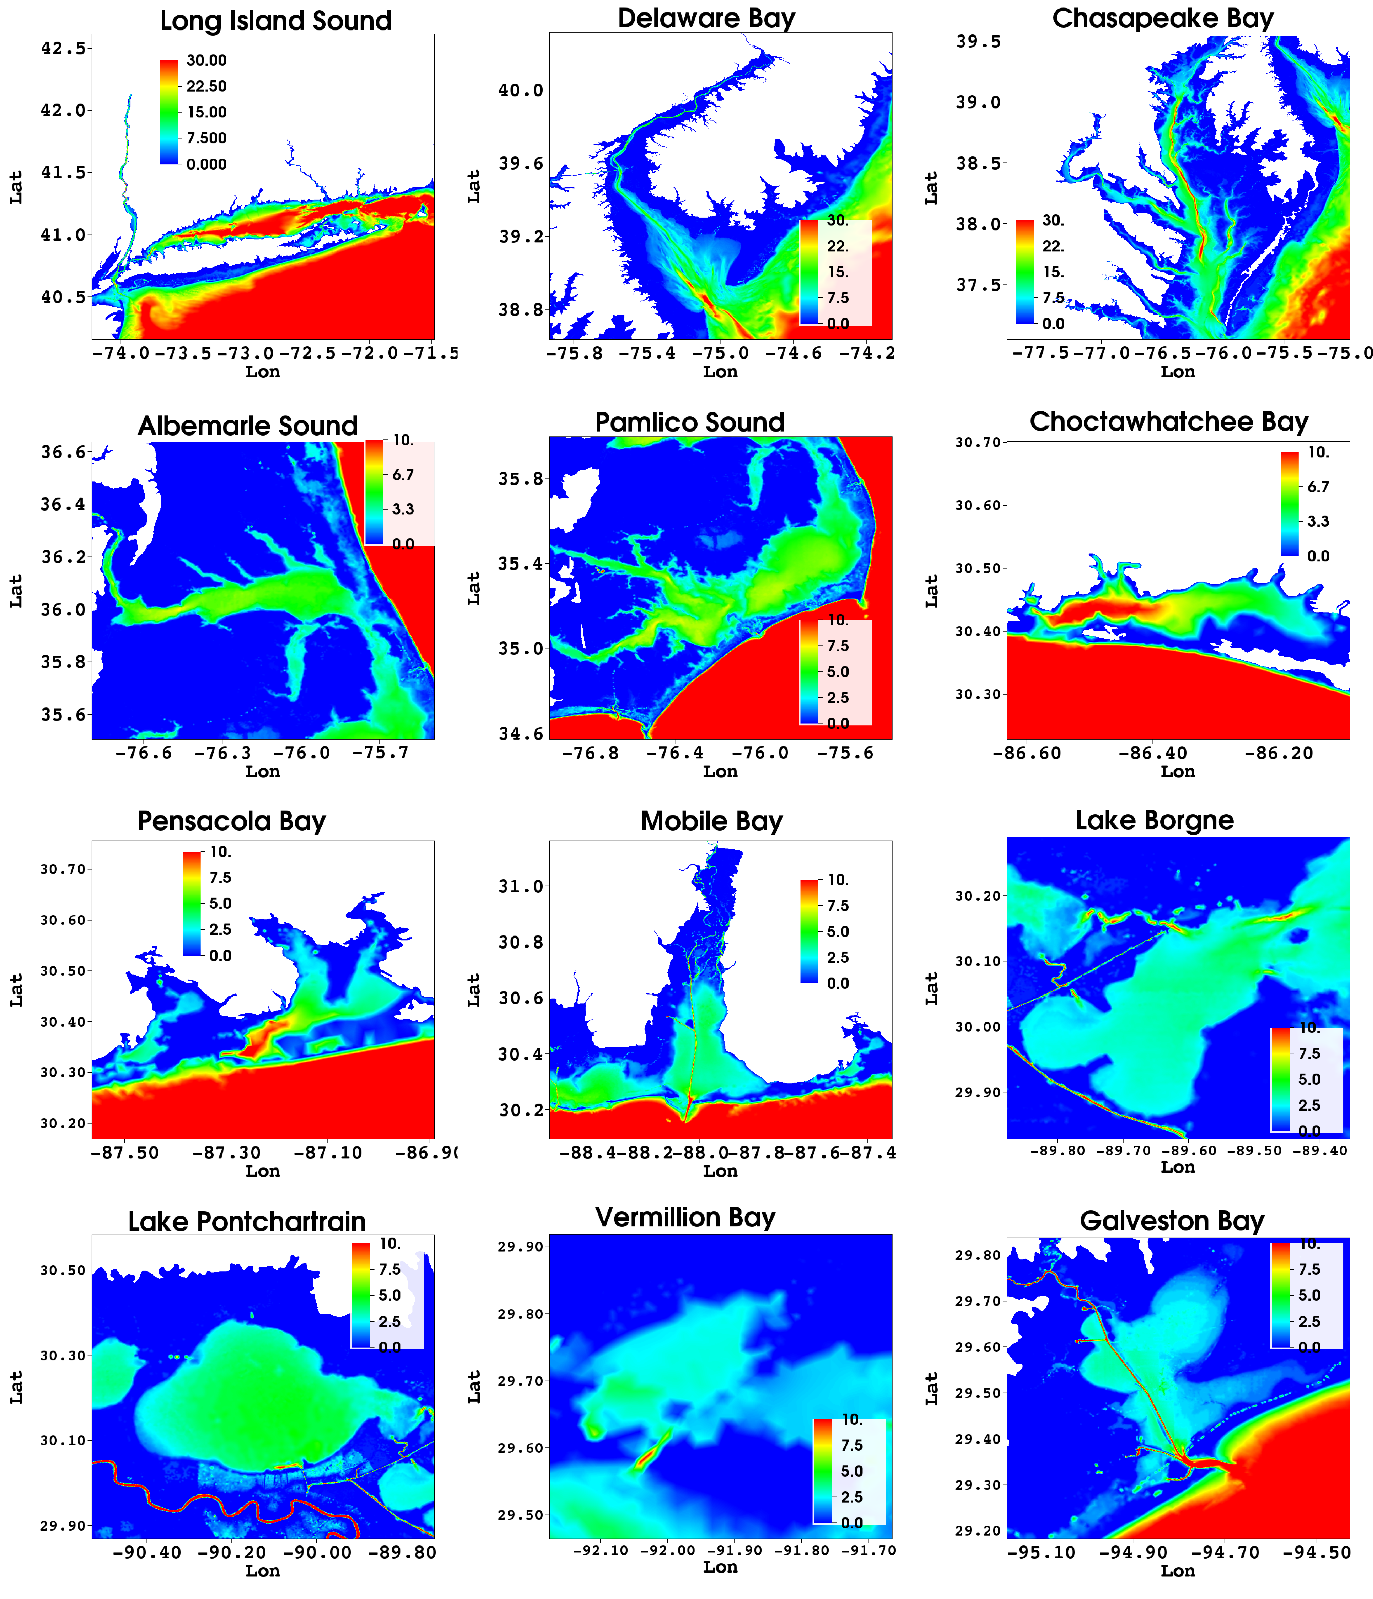 Long Island Sound
42.5
42.0
41.5
41.0
40.5
Lat
30.00
22.50
15.00
7.500
0.000
-74.0 -73.5 -73.0 -72.5 -72.0 -71.5
Lon
Delaware Bay
40.0
39.6
39.2
38.8
Lat
30.
22.
15.
7.5
0.0
-75.8 -75.4 -75.0 -74.6 -74.2
Lon
Chasapeake Bay
39.5
39.0
38.5
38.0
37.5
Lat
30.
22.
15.
7.5
0.0
-77.5 -77.0 -76.5 -76.0 -75.5 -75.0
Lon
Albemarle Sound
36.6
36.4
36.2
36.0
35.8
35.6
Lat
10.
6.7
3.3
0.0
-76.6 -76.3 -76.0 -75.7
Lon
Pamlico Sound
35.8
35.4
35.0
34.6
Lat
10.
7.5
5.0
2.5
0.0
-76.8 -76.4 -76.0 -75.6
Lon
Choctawhatchee Bay
30.70
30.60
30.50
30.40
30.30
Lat
10.
6.7
3.3
0.0
-86.60 -86.40 -86.20
Lon
Pensacola Bay
30.70
30.60
30.50
30.40
30.30
30.20
Lat
10.
7.5
5.0
2.5
0.0
-87.50 -87.30 -87.10 -86.90
Lon
Mobile Bay
31.0
30.8
30.6
30.4
30.2
Lat
10.
7.5
5.0
2.5
0.0
-88.4 -88.2 -88.0 -87.8 -87.6 -87.4
Lon
Lake Borgne
30.20
30.10
30.00
29.90
Lat
10.
7.5
5.0
2.5
0.0
-89.80 -89.70 -89.60 -89.50 -89.40
Lon
Lake Pontchartrain
30.50
30.30
30.10
29.90
Lat
10.
7.5
5.0
2.5
0.0
-90.40 -90.20 -90.00 -89.80
Lon
Vermillion Bay
29.90
29.80
29.70
29.60
29.50
Lat
10.
7.5
5.0
2.5
0.0
-92.10 -92.00 -91.90 -91.80 -91.70
Lon
Galveston Bay
29.80
29.70
29.60
29.50
29.40
29.30
29.20
Lat
10.
7.5
5.0
2.5
0.0
-95.10 -94.90 -94.70 -94.50
Lon